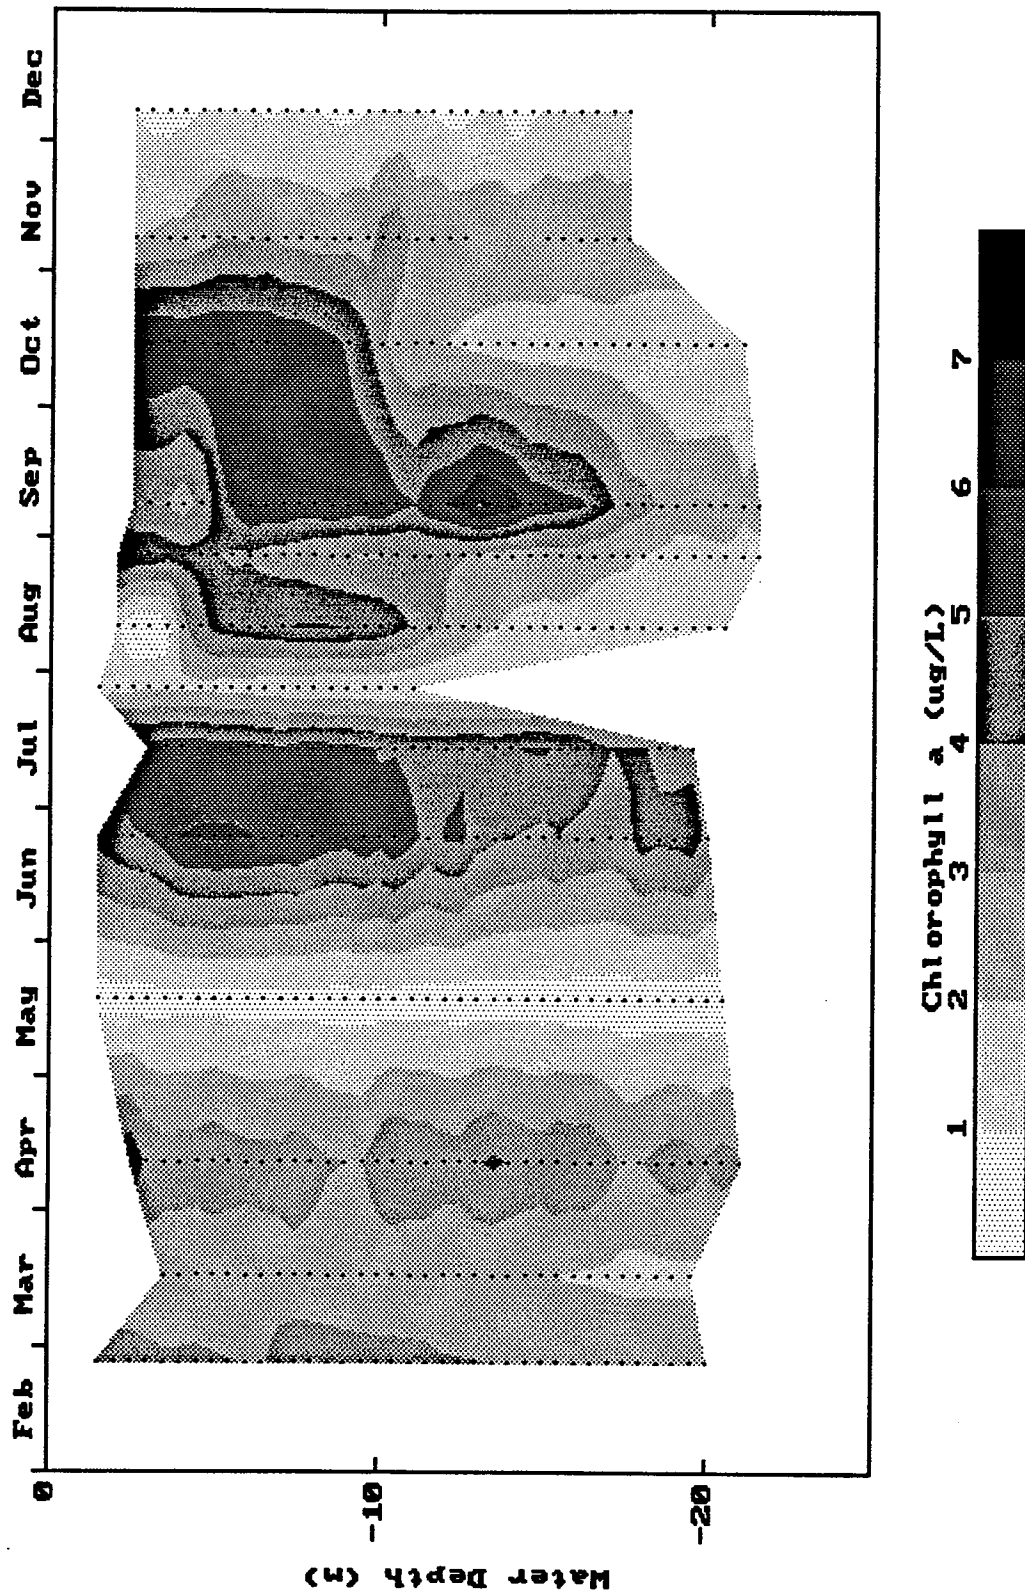 Feb Mar Apr May Jun Jul Aug Sep Oct Nov Dec
0
-10
-20
Water Depth (m)
Chlorophyll a (ug/L)
1 2 3 4 5 6 7